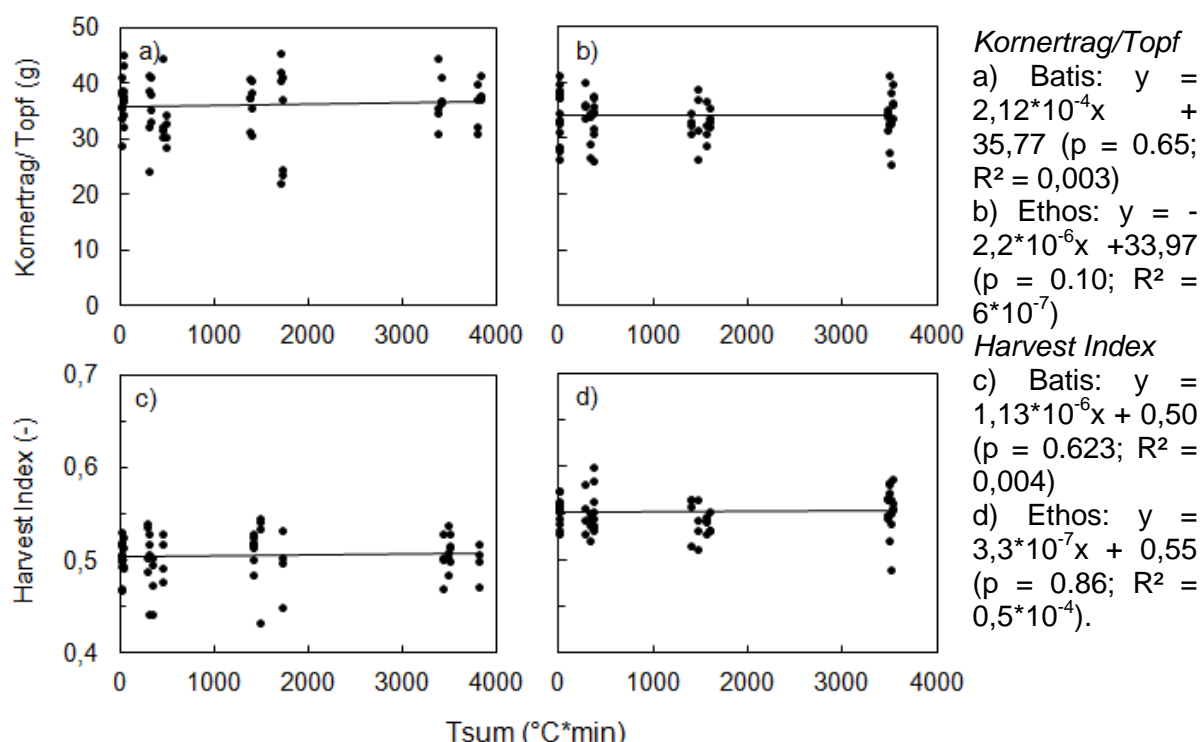 50
40
30
20
10
0
Kornertrag/ Topf (g)
a)
0 1000 2000 3000 4000
b)
0 1000 2000 3000 4000
0,7
0,6
0,5
0,4
Harvest Index (-)
c)
0 1000 2000 3000 4000
d)
0 1000 2000 3000 4000
Tsum (°C*min)
Kornertrag/Topf
a) Batis: y =
2,12*10⁻⁴x +
35,77 (p = 0.65;
R² = 0,003)
b) Ethos: y = -
2,2*10⁻⁶x +33,97
(p = 0.10; R² =
6*10⁻⁷)
Harvest Index
c) Batis: y =
1,13*10⁻⁶x + 0,50
(p = 0.623; R² =
0,004)
d) Ethos: y =
3,3*10⁻⁷x + 0,55
(p = 0.86; R² =
0,5*10⁻⁴).